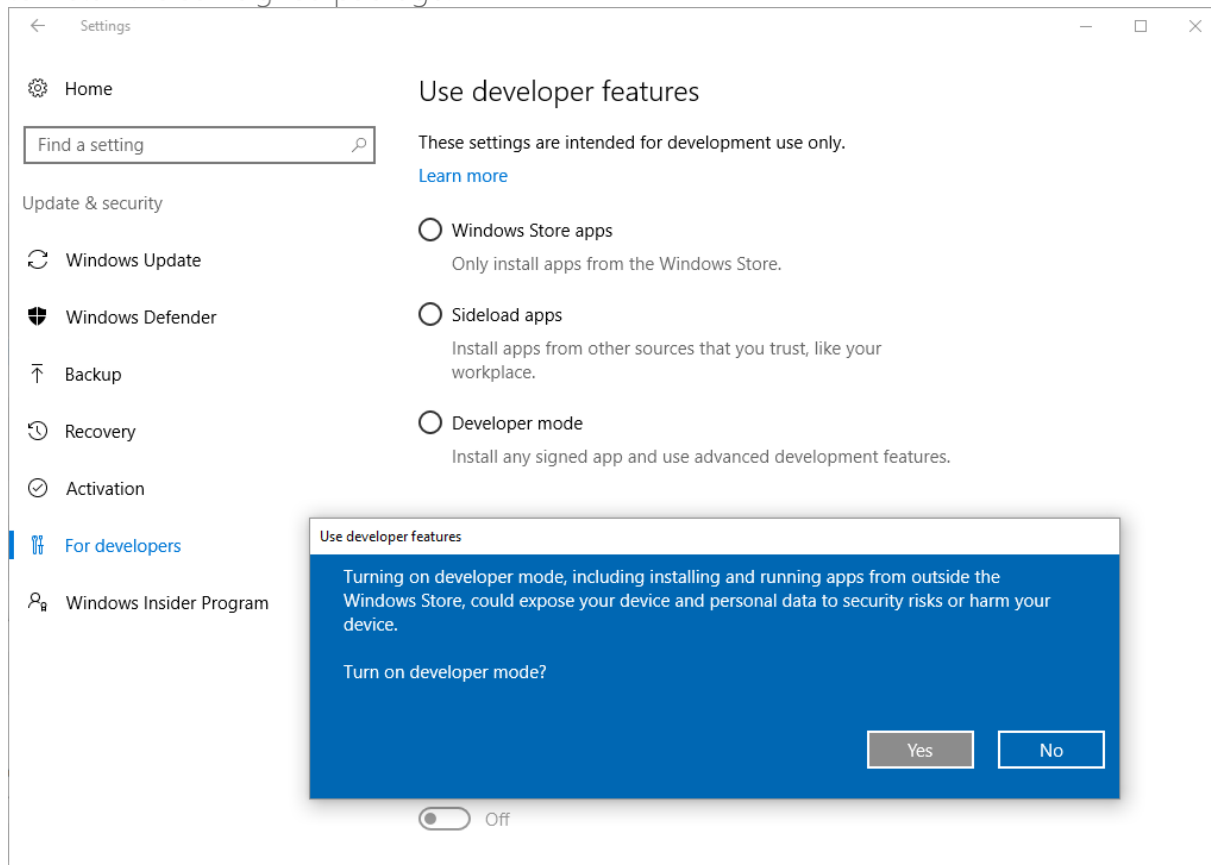 Settings
Home
Use developer features
Find a setting
These settings are intended for development use only.
Learn more
Update & security
Windows Store apps
Only install apps from the Windows Store.
Windows Update
Windows Defender
Sideload apps
Install apps from other sources that you trust, like your
workplace.
Backup
Developer mode
Install any signed app and use advanced development features.
Recovery
Activation
For developers
Windows Insider Program
Use developer features
Turning on developer mode, including installing and running apps from outside the
Windows Store, could expose your device and personal data to security risks or harm your
device.
Turn on developer mode?
Yes
No
Off